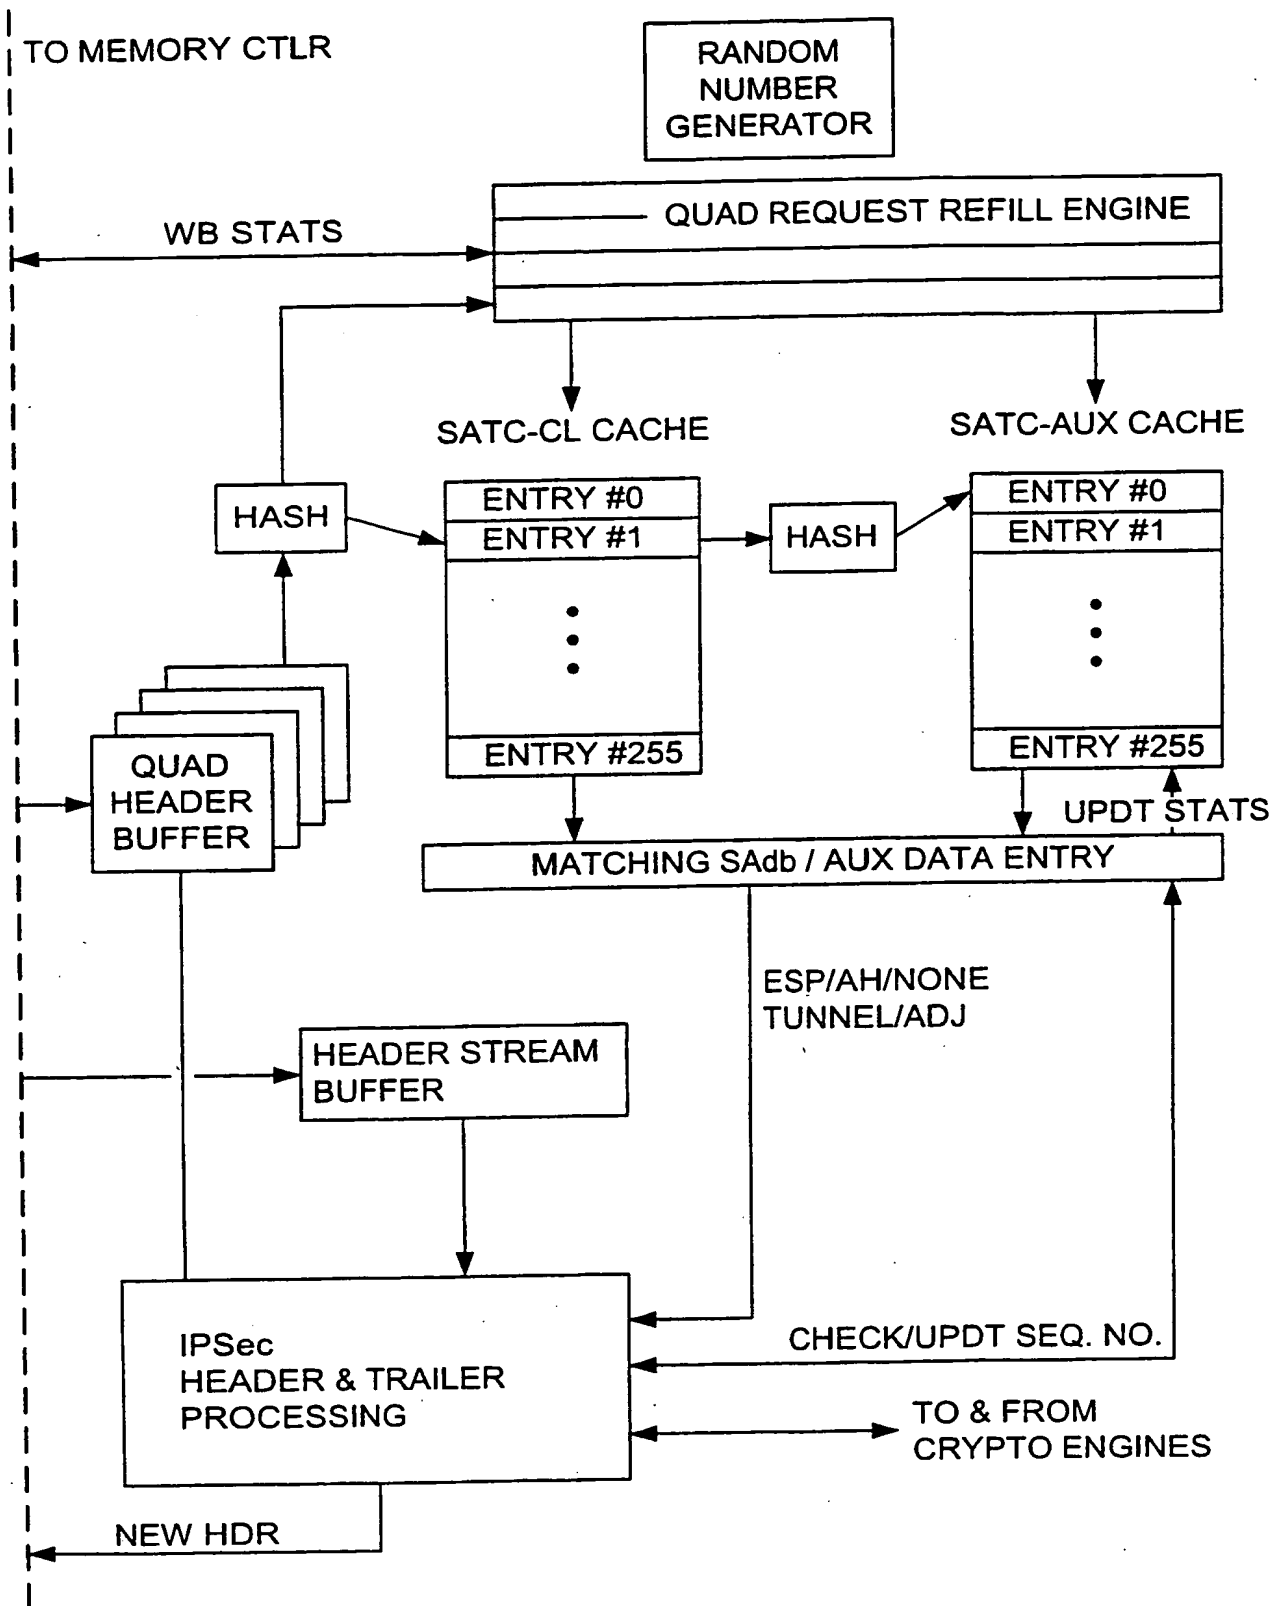 TO MEMORY CTLR
RANDOM
NUMBER
GENERATOR
QUAD REQUEST REFILL ENGINE
WB STATS
SATC-CL CACHE
SATC-AUX CACHE
HASH
ENTRY #0
ENTRY #1
ENTRY #255
HASH
ENTRY #0
ENTRY #1
ENTRY #255
QUAD
HEADER
BUFFER
UPDT STATS
MATCHING SAdb / AUX DATA ENTRY
ESP/AH/NONE
TUNNEL/ADJ
HEADER STREAM
BUFFER
IPSec
HEADER & TRAILER
PROCESSING
CHECK/UPDT SEQ. NO.
TO & FROM
CRYPTO ENGINES
NEW HDR